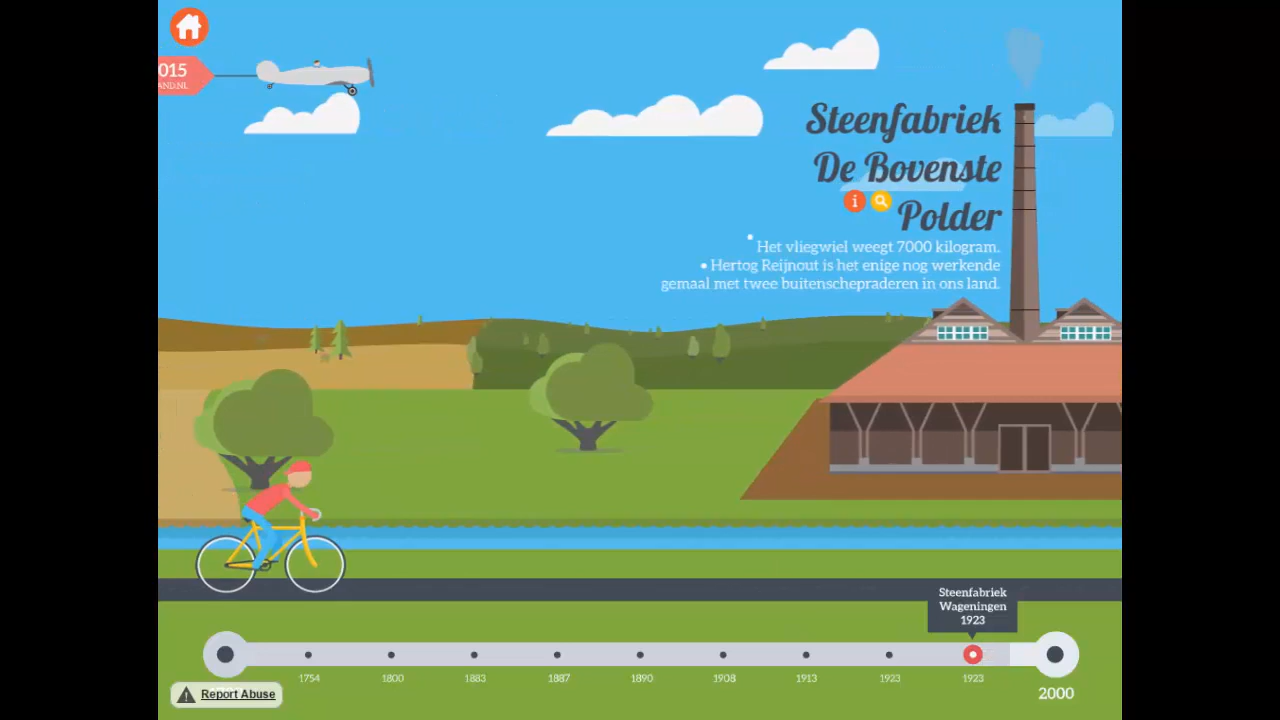 015
AND.NL
Steenfabriek
De Bovenste
Polder
i
• Het vliegwiel weegt 7000 kilogram.
• Hertog Reijnout is het enige nog werkende
gemaal met twee buitenschepraderen in ons land.
Steenfabriek
Wageningen
1923
1754 1800 1883 1887 1890 1908 1913 1923 1923
2000
Report Abuse